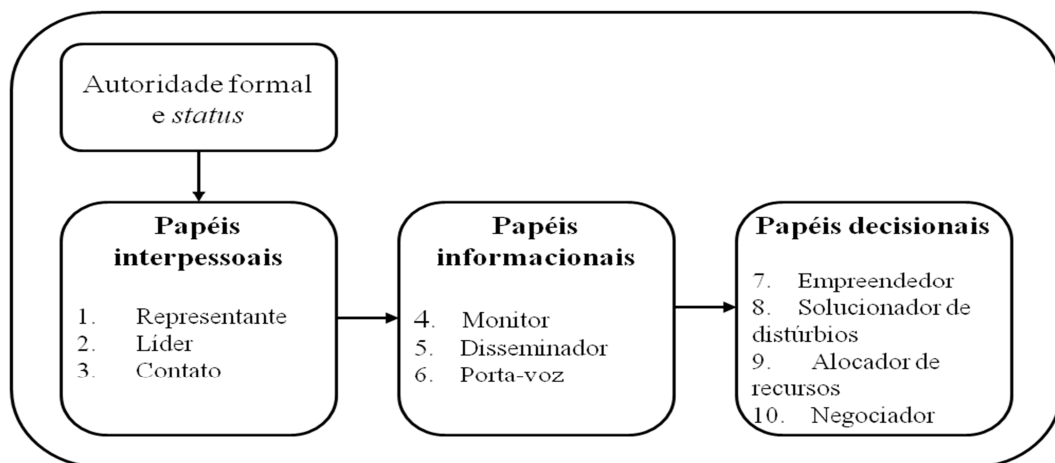 Autoridade formal
e status
Papéis
interpessoais
1. Representante
2. Líder
3. Contato
Papéis
informacionais
4. Monitor
5. Disseminador
6. Porta-voz
Papéis decisionais
7. Empreendedor
8. Solucionador de
distúrbios
9. Alocador de
recursos
10. Negociador